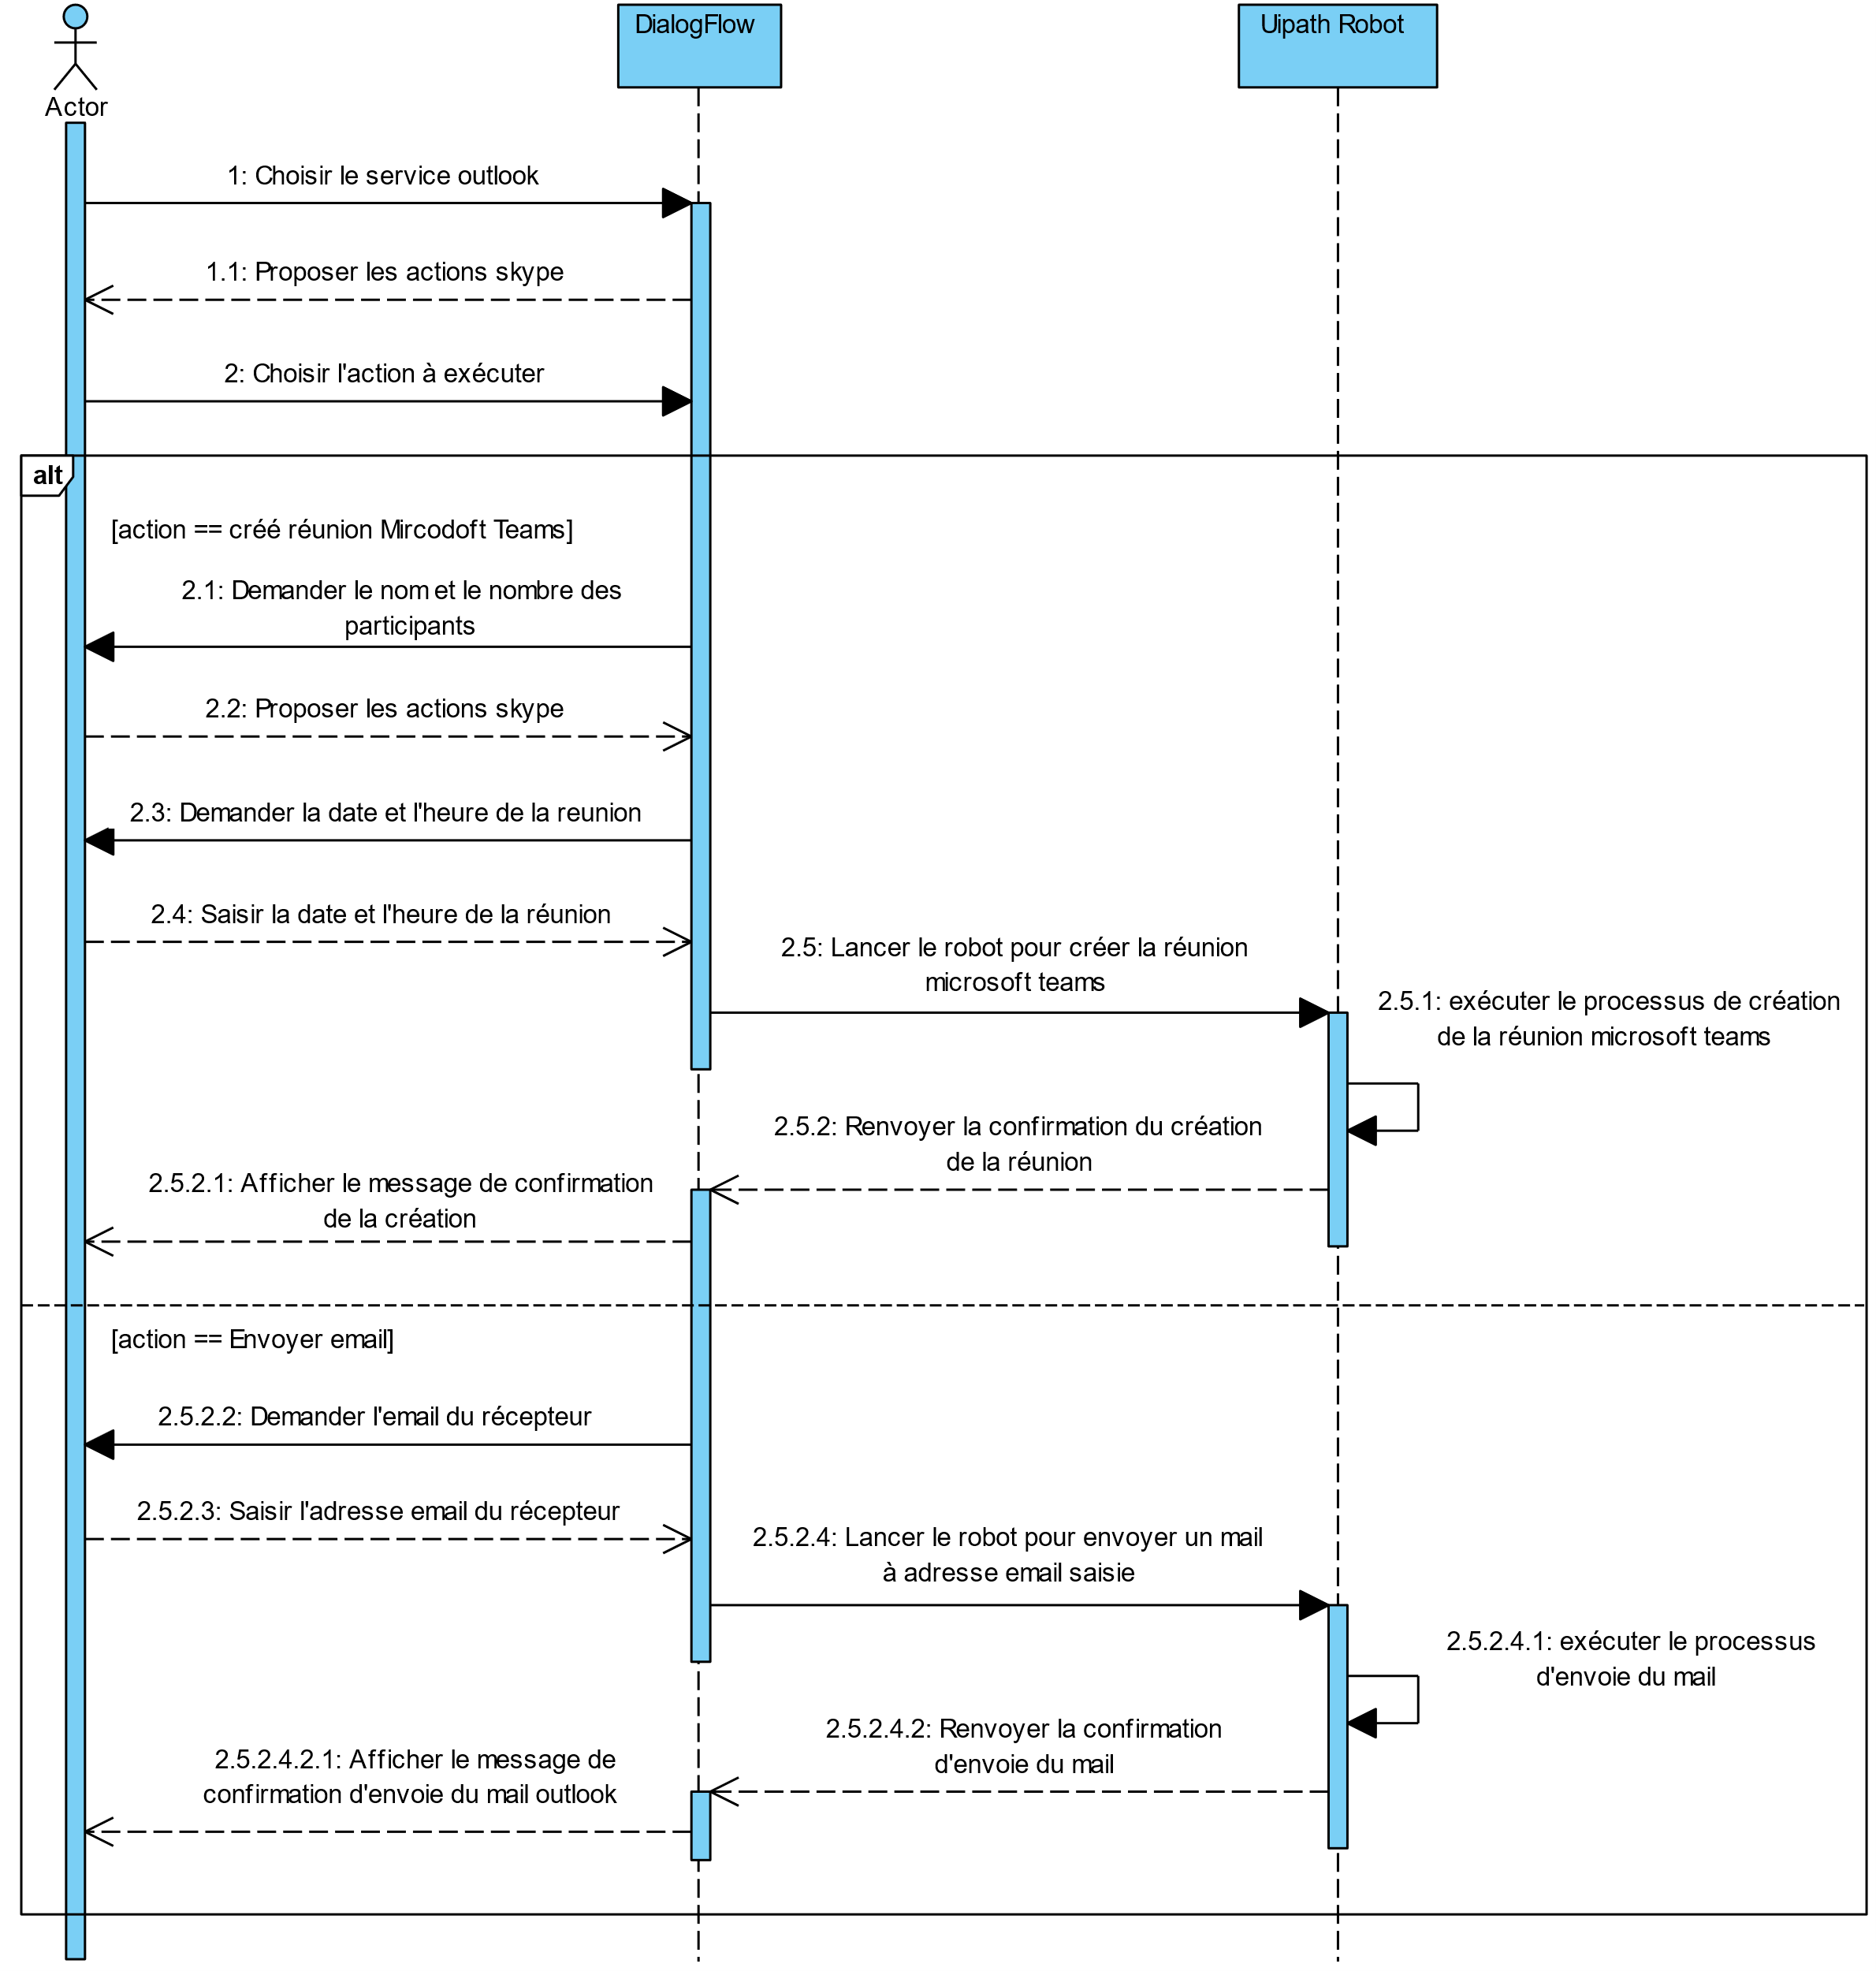 Actor
DialogFlow
Uipath Robot
1: Choisir le service outlook
1.1: Proposer les actions skype
2: Choisir l'action à exécuter
alt
[action == créé réunion Mircodoft Teams]
2.1: Demander le nom et le nombre des
participants
2.2: Proposer les actions skype
2.3: Demander la date et l'heure de la reunion
2.4: Saisir la date et l'heure de la réunion
2.5: Lancer le robot pour créer la réunion
microsoft teams
2.5.1: exécuter le processus de création
de la réunion microsoft teams
2.5.2: Renvoyer la confirmation du création
de la réunion
2.5.2.1: Afficher le message de confirmation
de la création
[action == Envoyer email]
2.5.2.2: Demander l'email du récepteur
2.5.2.3: Saisir l'adresse email du récepteur
2.5.2.4: Lancer le robot pour envoyer un mail
à adresse email saisie
2.5.2.4.1: exécuter le processus
d'envoie du mail
2.5.2.4.2: Renvoyer la confirmation
d'envoie du mail
2.5.2.4.2.1: Afficher le message de
confirmation d'envoie du mail outlook